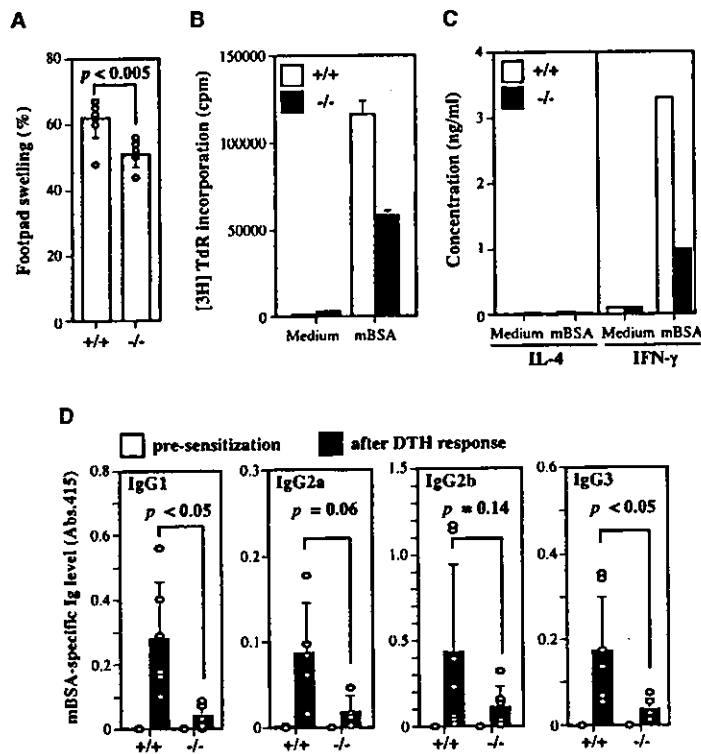 A
Footpad swelling (%)
80
60
40
20
0
p < 0.005
+/+ -/-
B
[3H] TdR incorporation (cpm)
150000
100000
50000
0
+/+
-/-
Medium mBSA
C
Concentration (ng/ml)
4
3
2
1
0
+/+
-/-
Medium mBSA Medium mBSA
IL-4 IFN-γ
D
pre-sensitization after DTH response
mBSA-specific Ig level (Abs.415)
0.8
0.6
0.4
0.3
0.2
0
IgG1
p < 0.05
+/+ -/-
0.3
0.2
0.1
0.0
IgG2a
p = 0.06
+/+ -/-
1.5
1.0
0.5
0.0
IgG2b
p = 0.14
+/+ -/-
0.6
0.4
0.2
0
IgG3
p < 0.05
+/+ -/-